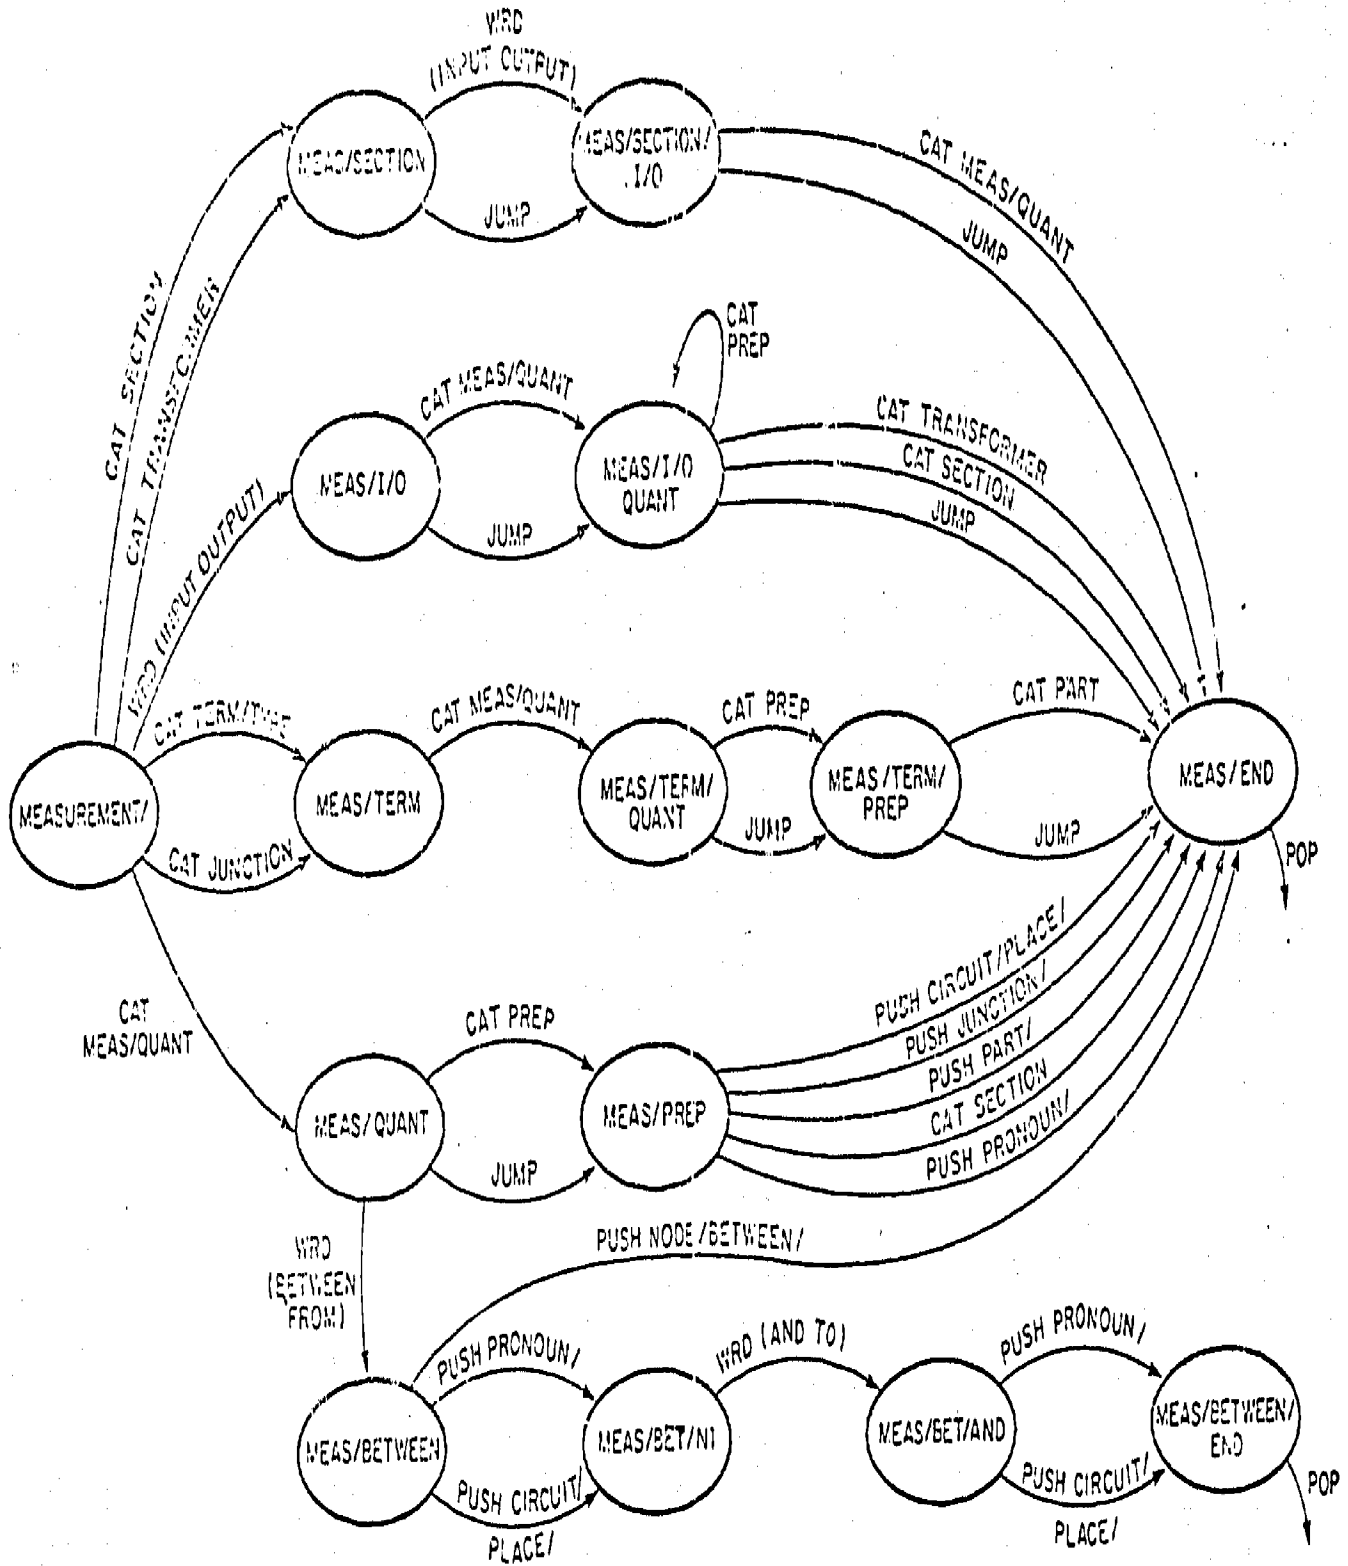 WRD
(INPUT OUTPUT)
MEAS/SECTION
MEAS/SECTION/
I/O
JUMP
CAT MEAS/QUANT
JUMP
CAT SECTION
CAT TRANSFORMER
WRD (INPUT OUTPUT)
CAT
PREP
CAT MEAS/QUANT
MEAS/I/O
MEAS/I/O
QUANT
JUMP
CAT TRANSFORMER
CAT SECTION
JUMP
CAT TERM/TYPE
CAT MEAS/QUANT
CAT PREP
CAT PART
MEASUREMENT/
MEAS/TERM
MEAS/TERM/
QUANT
MEAS/TERM/
PREP
MEAS/END
CAT JUNCTION
JUMP
JUMP
POP
CAT
MEAS/QUANT
CAT PREP
MEAS/QUANT
MEAS/PREP
JUMP
PUSH CIRCUIT/PLACE/
PUSH JUNCTION/
PUSH PART/
CAT SECTION
PUSH PRONOUN/
WRD
(BETWEEN
FROM)
PUSH NODE/BETWEEN/
PUSH PRONOUN/
WRD (AND TO)
PUSH PRONOUN/
MEAS/BETWEEN
MEAS/BET/N1
MEAS/BET/AND
MEAS/BETWEEN/
END
PUSH CIRCUIT/
PLACE/
PUSH CIRCUIT/
PLACE/
POP